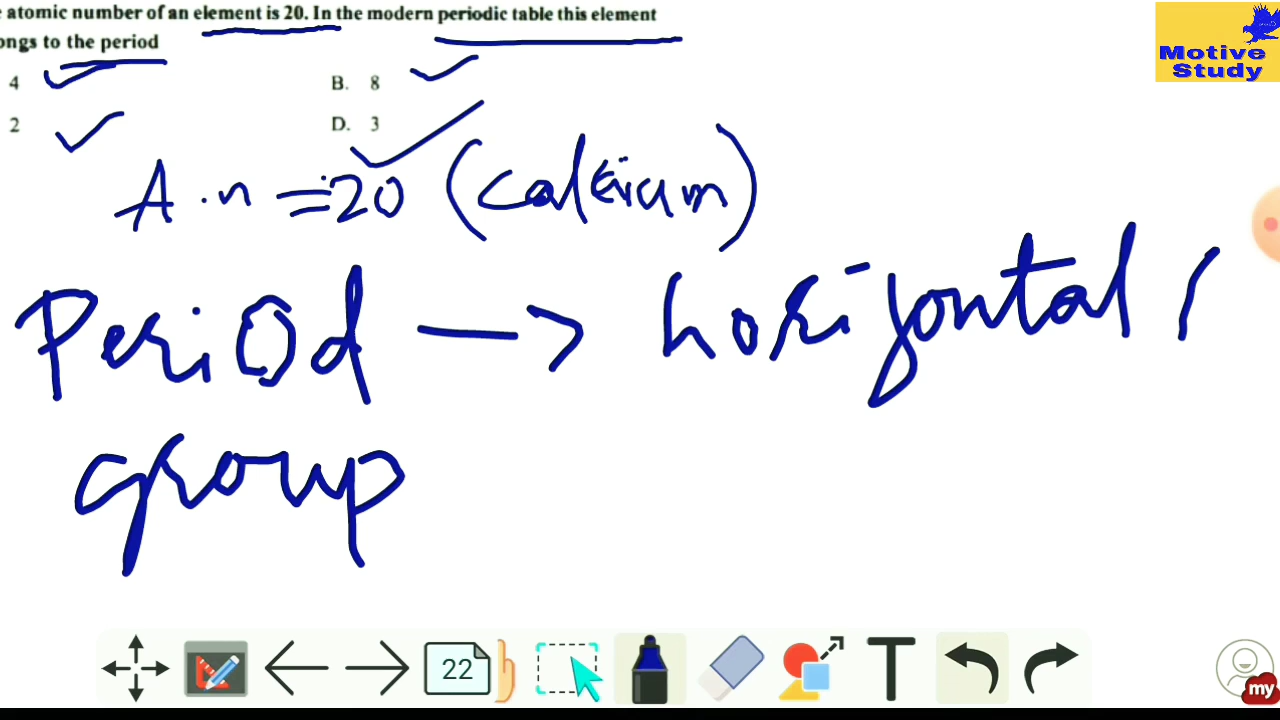 atomic number of an element is 20. In the modern periodic table this element
ongs to the period
4
B. 8
2
D. 3
A.n = 20 (Calcium)
Period → horizontal (
group
Motive
Study
22
T
my